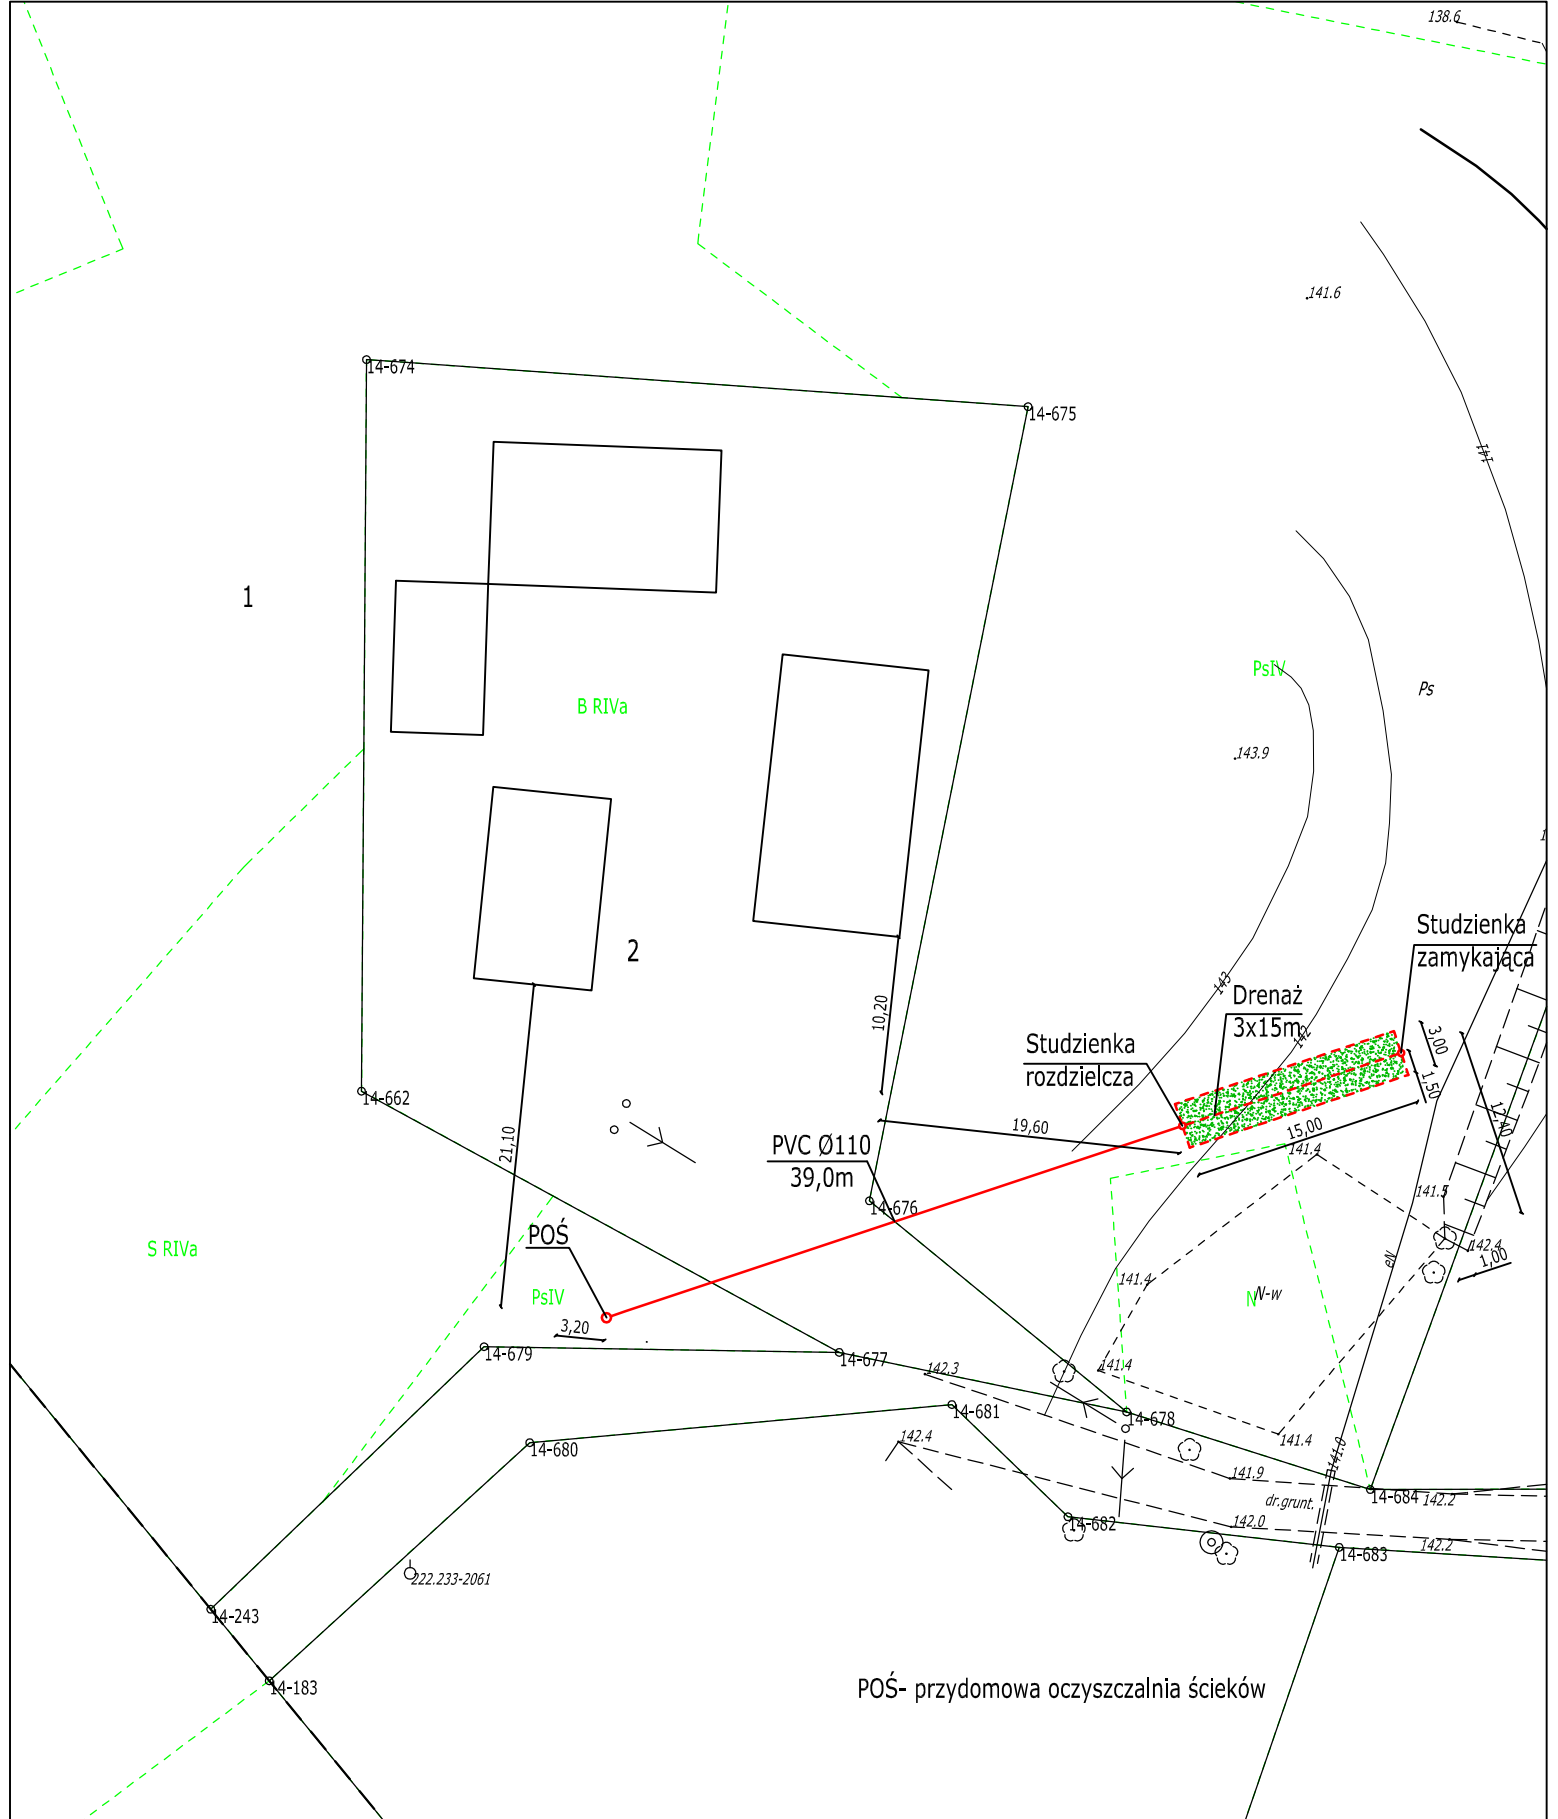 138.6
.141.6
14-674
14-675
141
1
PsIV
Ps
B RIVa
.143.9
1
Studzienka
zamykająca
2
143
Drenaż
3x15m
142
10,20
3,00
Studzienka
rozdzielcza
1,50
14-662
12,40
19,60
15,00
21,10
PVC Ø110
39,0m
141.4
141.5
14-676
POŚ
142.4
S RIVa
1,00
eN
141.4
PsIV
N
N-w
3,20
14-679
14-677
142.3
141.4
14-681
14-678
142.4
141.4
14-680
141.0
141.9
14-684
dr.grunt.
142.2
14-682
142.0
142.2
14-683
222.233-2061
14-243
14-183
POŚ- przydomowa oczyszczalnia ścieków